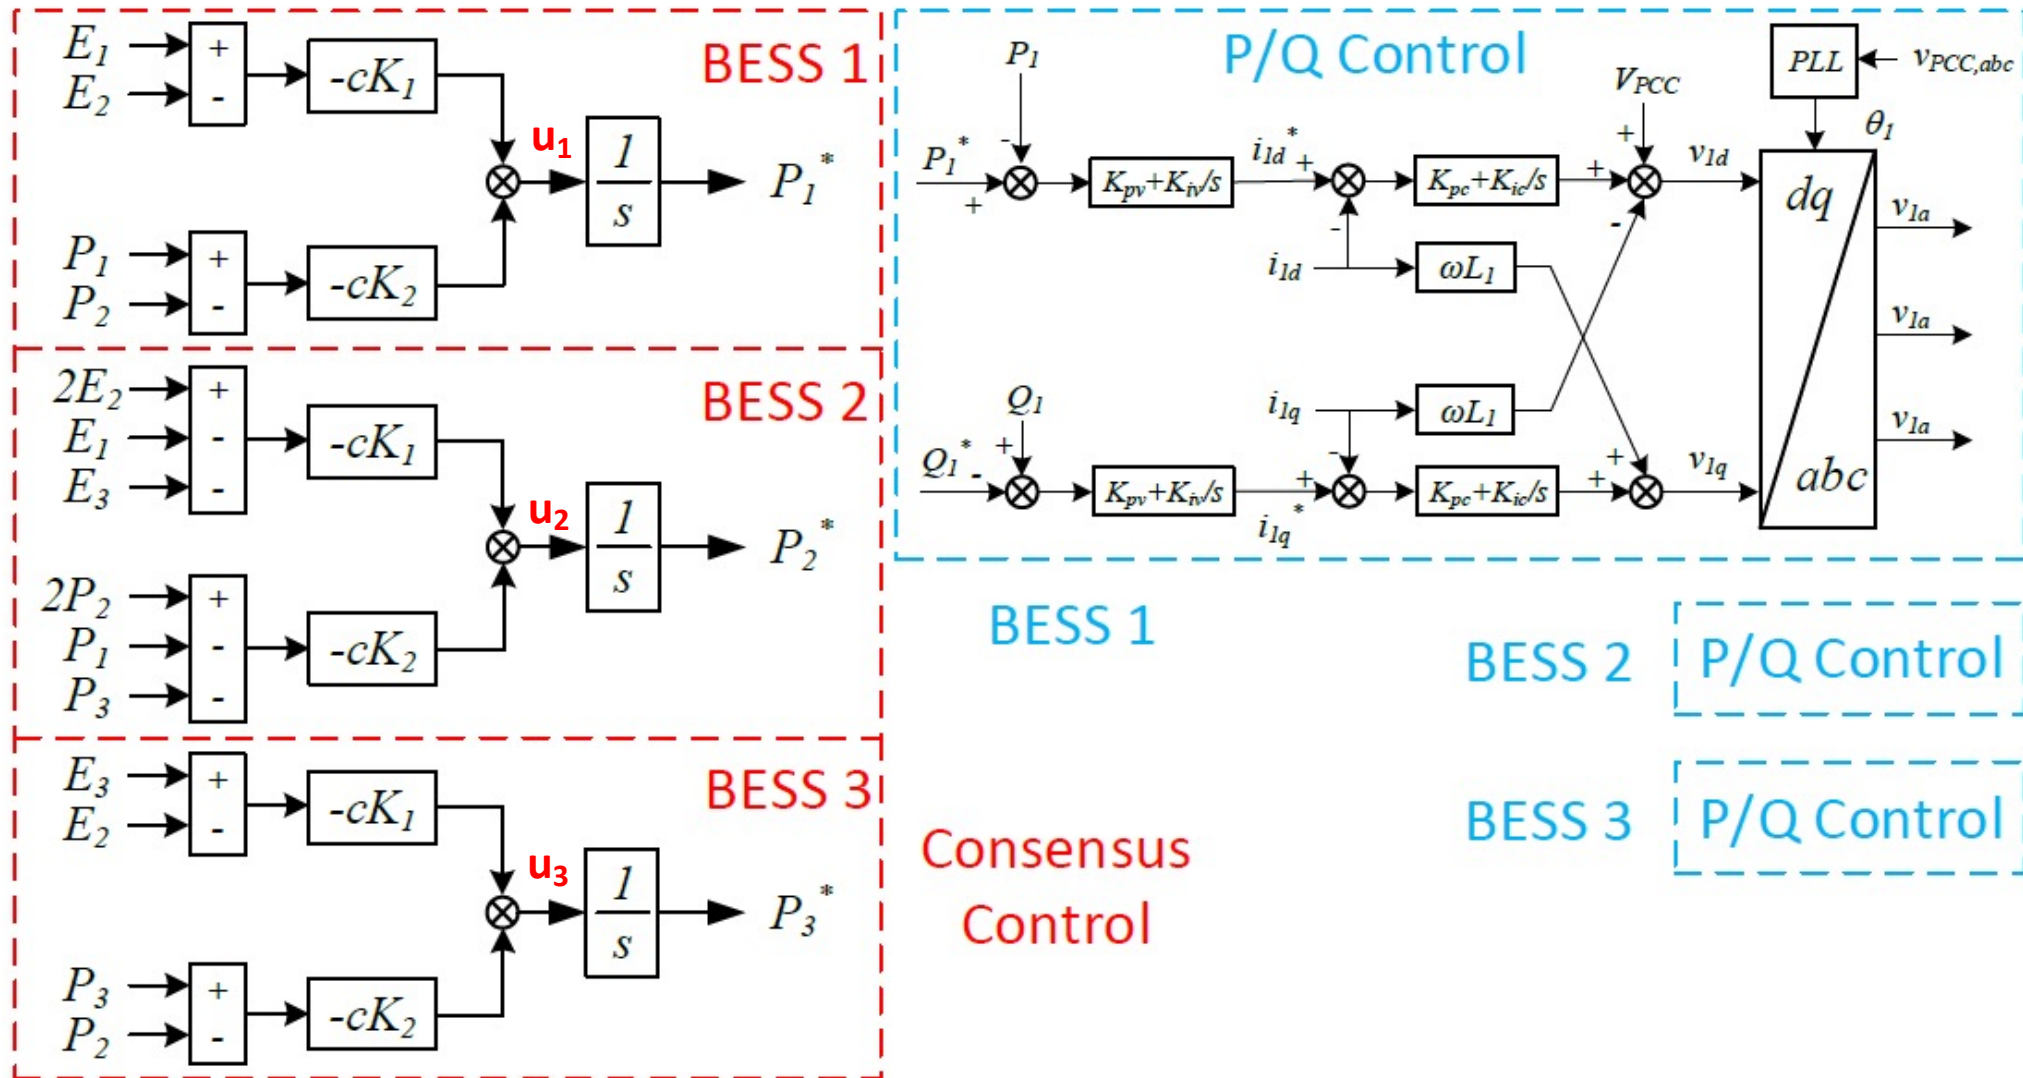 E1
+
E2
-
-cK1
BESS 1
u1
1
s
P1*
P1
+
P2
-
-cK2
2E2
+
E1
-
E3
-
-cK1
BESS 2
u2
1
s
P2*
2P2
+
P1
-
P3
-
-cK2
E3
+
E2
-
-cK1
BESS 3
u3
1
s
P3*
P3
+
P2
-
-cK2
Consensus
Control
P/Q Control
P1
-
P1*
+
Kpv+Kiv/s
i1d*
+
-
Kpc+Kic/s
+
VPCC
+
-
v1d
PLL
vPCC,abc
θ1
dq
abc
v1a
v1a
v1a
i1d
ωL1
i1q
ωL1
Q1
+
Q1*
-
Kpv+Kiv/s
i1q*
+
-
Kpc+Kic/s
+
+
v1q
BESS 1
BESS 2
P/Q Control
BESS 3
P/Q Control